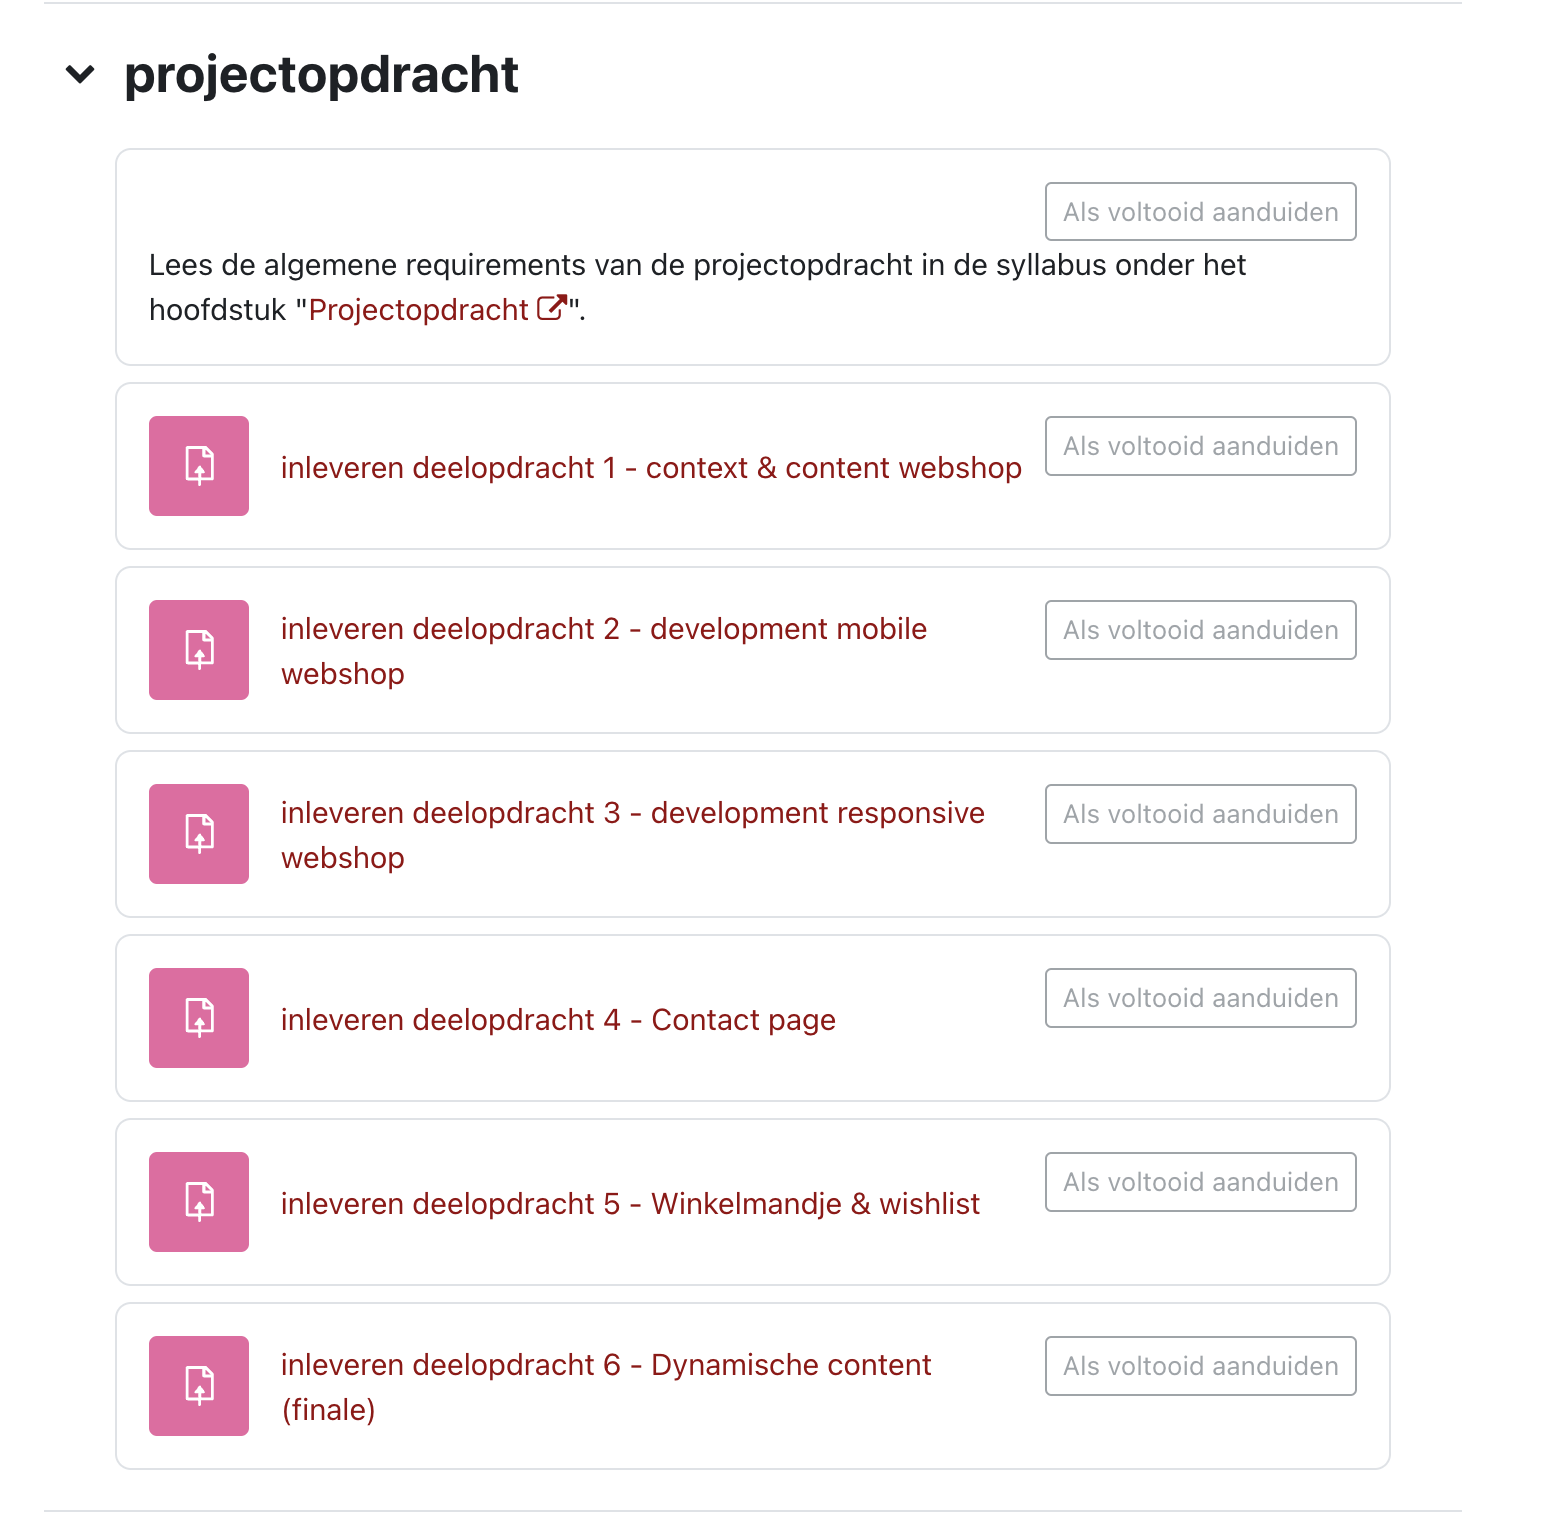 projectopdracht
Als voltooid aanduiden
Lees de algemene requirements van de projectopdracht in de syllabus onder het
hoofdstuk "Projectopdracht".
inleveren deelopdracht 1 - context & content webshop
Als voltooid aanduiden
inleveren deelopdracht 2 - development mobile
webshop
Als voltooid aanduiden
inleveren deelopdracht 3 - development responsive
webshop
Als voltooid aanduiden
inleveren deelopdracht 4 - Contact page
Als voltooid aanduiden
inleveren deelopdracht 5 - Winkelmandje & wishlist
Als voltooid aanduiden
inleveren deelopdracht 6 - Dynamische content
(finale)
Als voltooid aanduiden